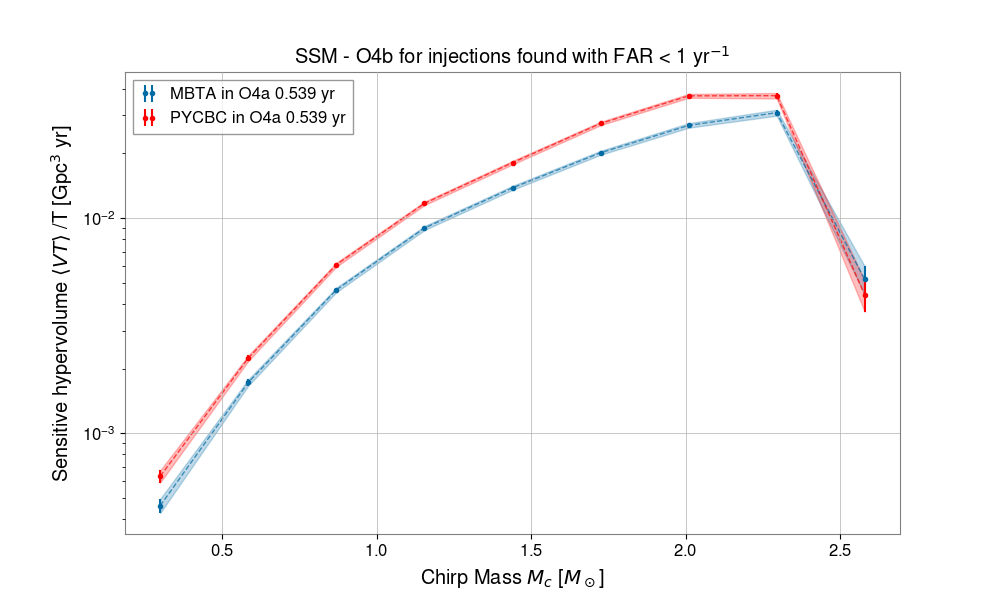 SSM - O4b for injections found with FAR < 1 yr⁻¹
MBTA in O4a 0.539 yr
PYCBC in O4a 0.539 yr
Sensitive hypervolume ⟨VT⟩ /T [Gpc³ yr]
10⁻²
10⁻³
0.5 1.0 1.5 2.0 2.5
Chirp Mass M_c [M_⊙]